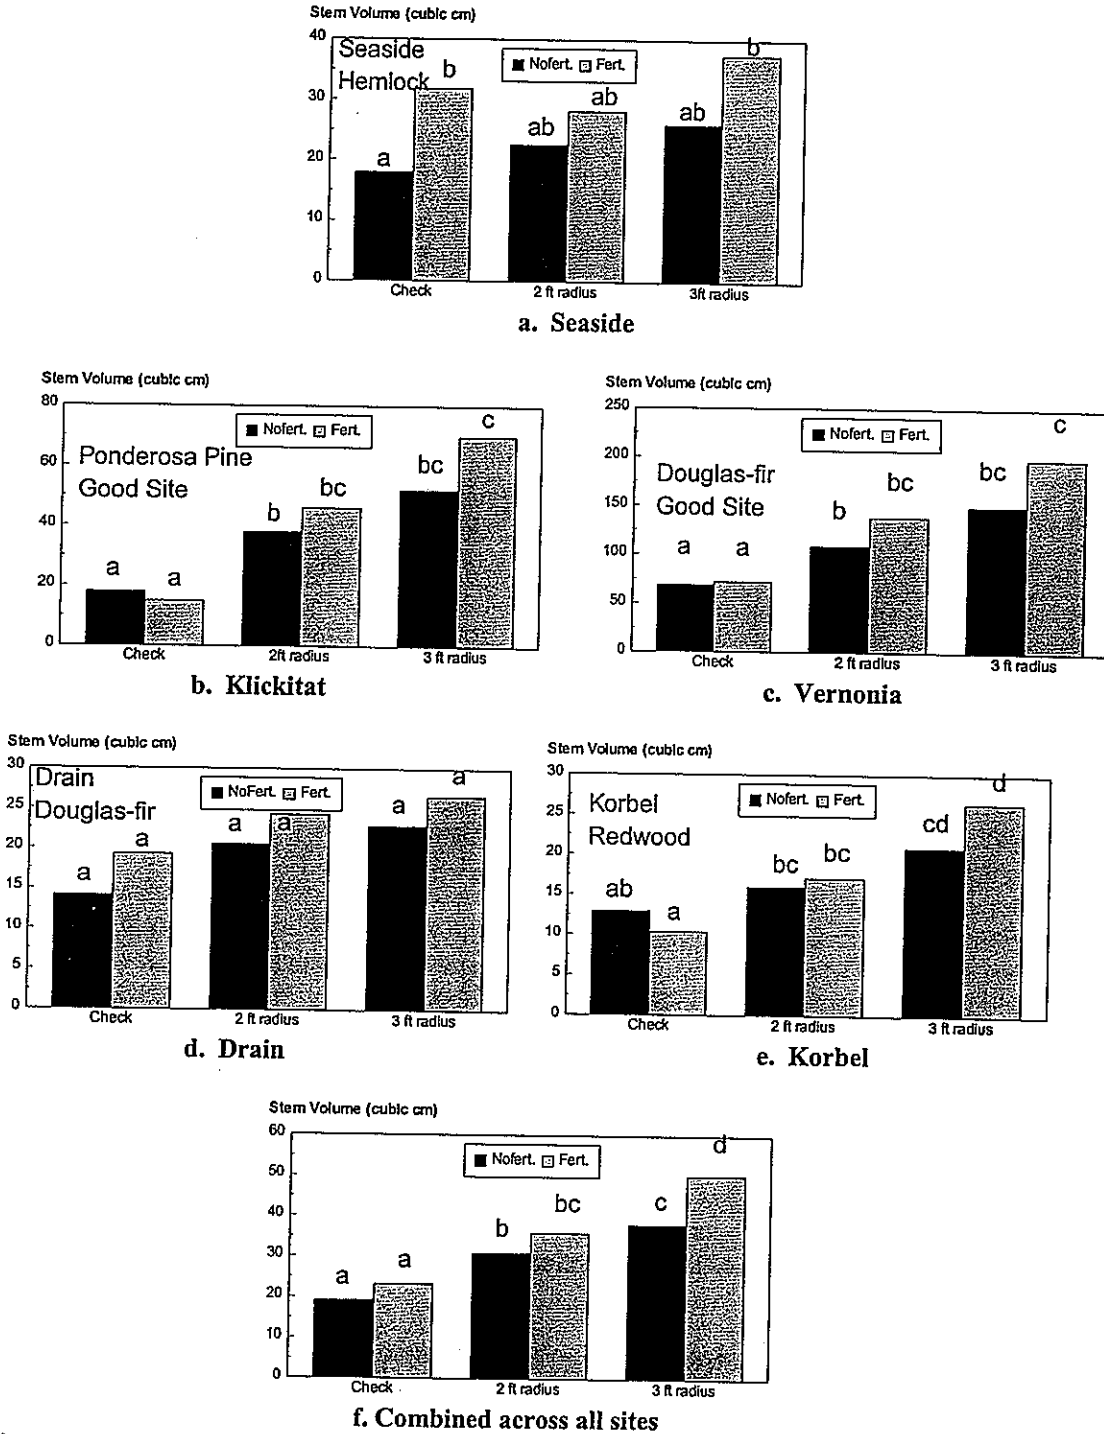 Stem Volume (cubic cm)
40
30
20
10
0
Seaside
Hemlock
Nofert. Fert.
a b ab ab ab b
Check 2 ft radius 3ft radius
a. Seaside
Stem Volume (cubic cm)
80
60
40
20
0
Ponderosa Pine
Good Site
Nofert. Fert.
a a b bc bc c
Check 2ft radius 3 ft radius
b. Klickitat
Stem Volume (cubic cm)
250
200
150
100
50
0
Douglas-fir
Good Site
Nofert. Fert.
a a b bc bc c
Check 2 ft radius 3 ft radius
c. Vernonia
Stem Volume (cubic cm)
30
25
20
15
10
5
0
Drain
Douglas-fir
NoFert. Fert.
a a a a a a
Check 2 ft radius 3 ft radius
d. Drain
Stem Volume (cubic cm)
30
25
20
15
10
5
0
Korbel
Redwood
Nofert. Fert.
ab a bc bc cd d
Check 2 ft radius 3 ft radius
e. Korbel
Stem Volume (cubic cm)
60
50
40
30
20
10
0
Nofert. Fert.
a a b bc c d
Check 2 ft radius 3 ft radius
f. Combined across all sites